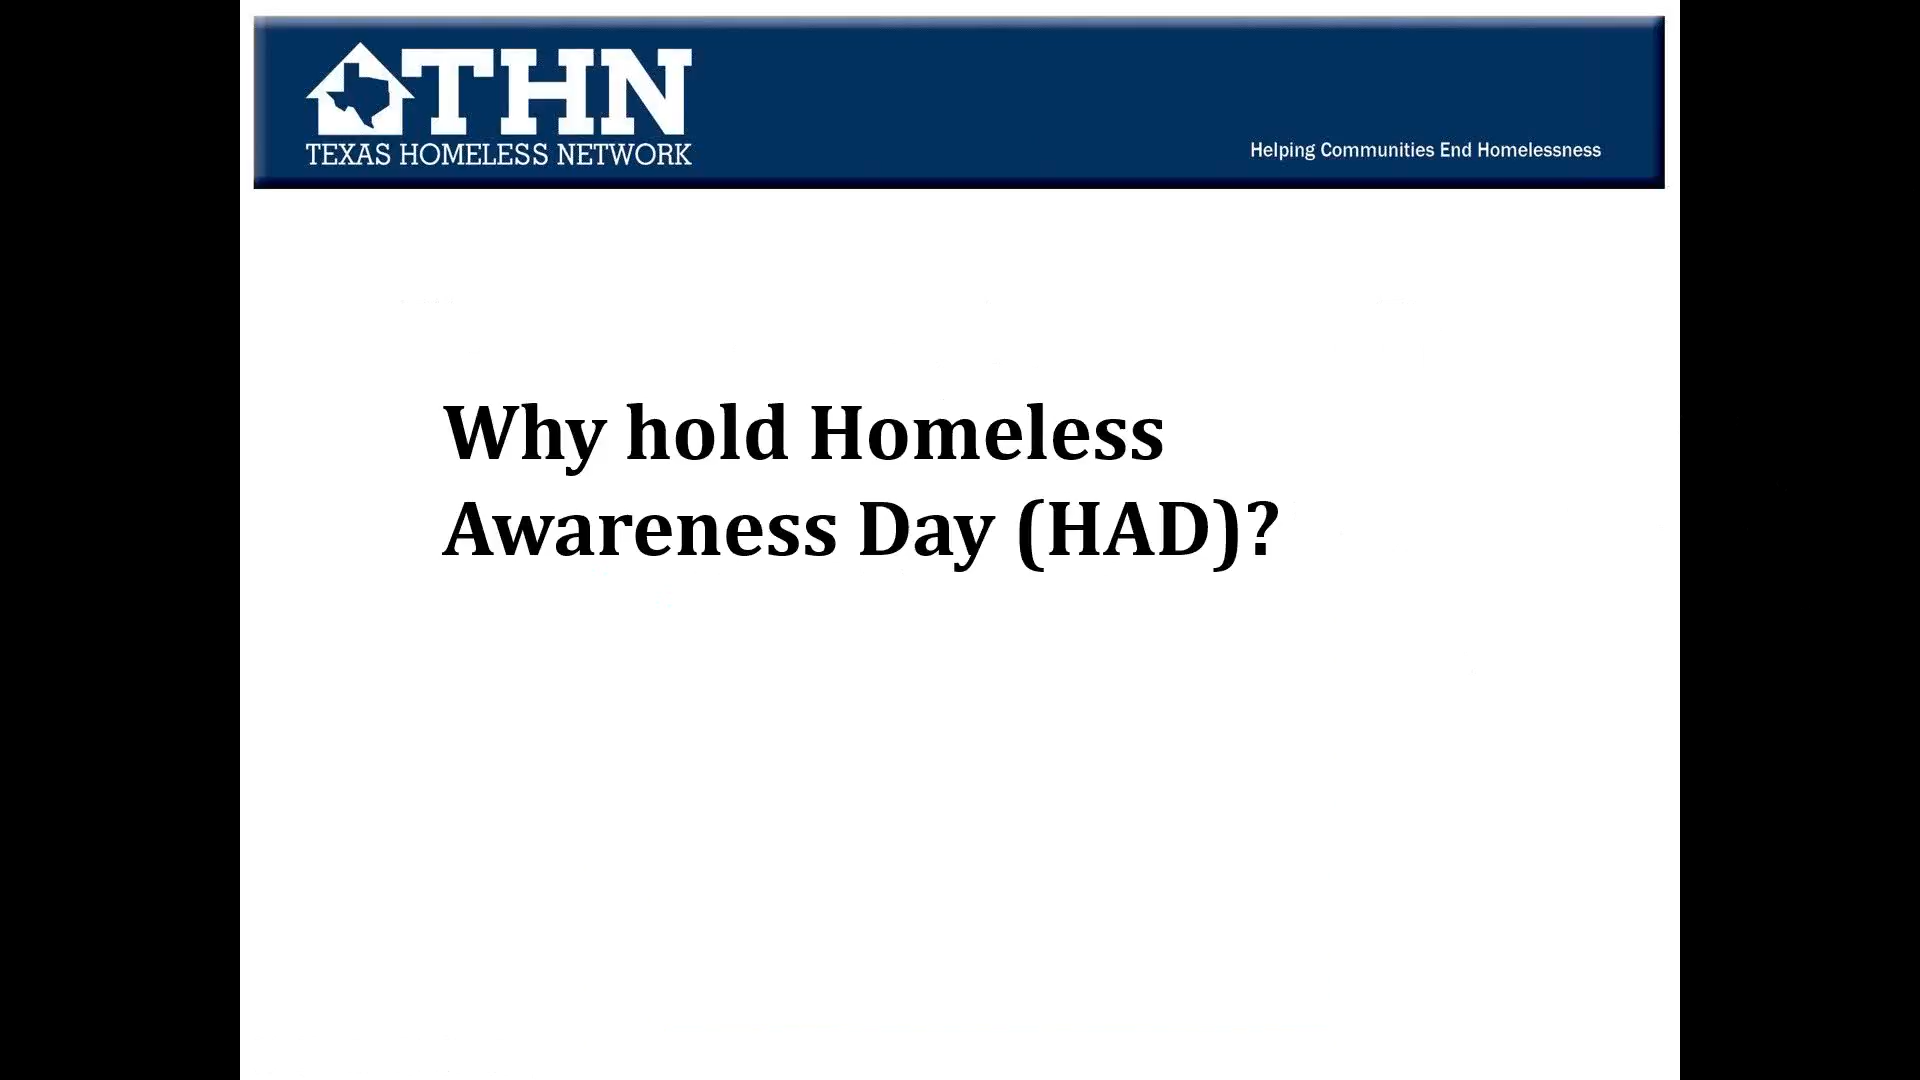 THN
TEXAS HOMELESS NETWORK
Helping Communities End Homelessness
Why hold Homeless
Awareness Day (HAD)?